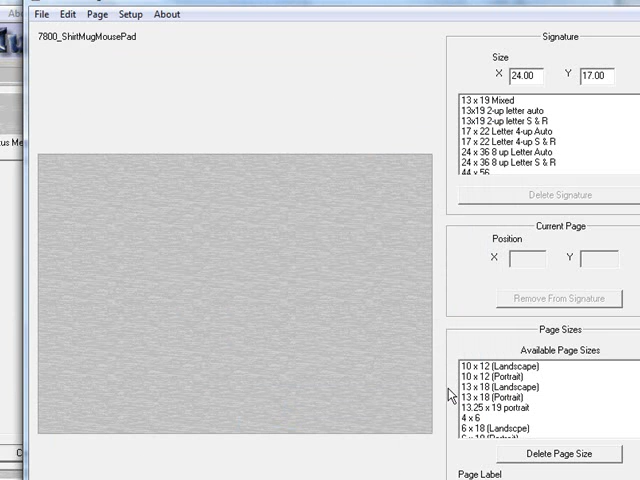 File Edit Page Setup About
7800_ShirtMugMousePad
Signature
Size
X 24.00 Y 17.00
13 x 19 Mixed
13x19 2-up letter auto
13x19 2-up letter S & R
17 x 22 Letter 4-up Auto
17 x 22 Letter 4-up S & R
24 x 36 8 up Letter Auto
24 x 36 8 up Letter S & R
44 x 56
Delete Signature
Current Page
Position
X Y
Remove From Signature
Page Sizes
Available Page Sizes
10 x 12 (Landscape)
10 x 12 (Portrait)
13 x 18 (Landscape)
13 x 18 (Portrait)
13.25 x 19 portrait
4 x 6
6 x 18 (Landscpe)
Delete Page Size
Page Label